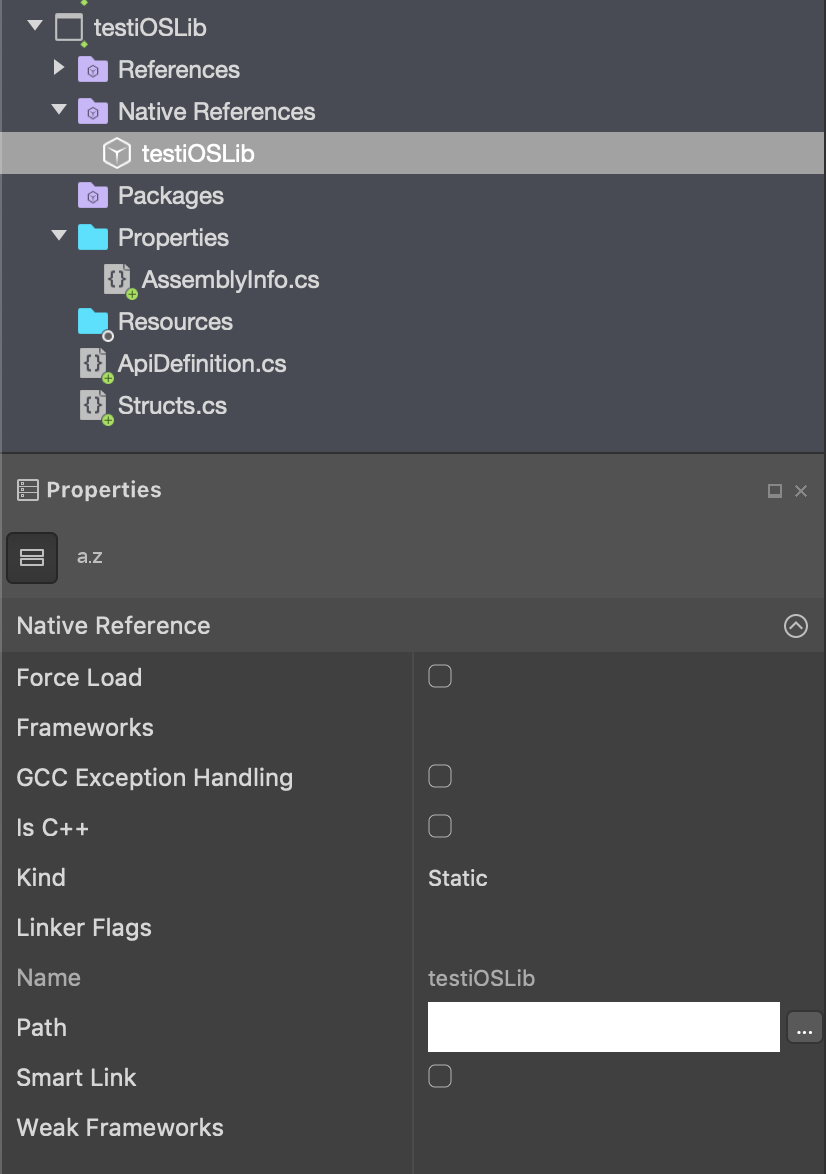 testiOSLib
References
Native References
testiOSLib
Packages
Properties
AssemblyInfo.cs
Resources
ApiDefinition.cs
Structs.cs
Properties
a.z
Native Reference
Force Load
Frameworks
GCC Exception Handling
Is C++
Kind Static
Linker Flags
Name testiOSLib
Path ...
Smart Link
Weak Frameworks